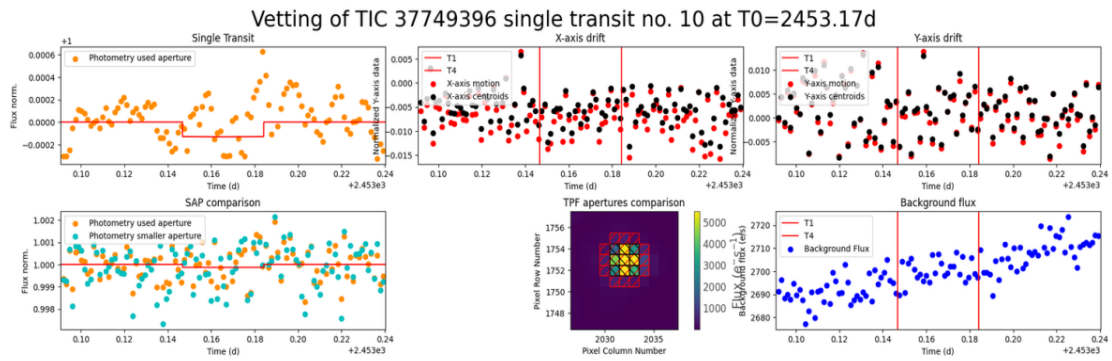 Vetting of TIC 37749396 single transit no. 10 at T0=2453.17d
Single Transit
+1
Photometry used aperture
0.0006
0.0004
0.0002
0.0000
−0.0002
Flux norm.
0.10 0.12 0.14 0.16 0.18 0.20 0.22 0.24
Time (d)
+2.453e3
X-axis drift
T1
T4
X-axis motion
X-axis centroids
0.005
0.000
−0.005
−0.010
−0.015
Normalized Y-axis data
0.10 0.12 0.14 0.16 0.18 0.20 0.22 0.24
Time (d)
+2.453e3
Y-axis drift
T1
T4
Y-axis motion
Y-axis centroids
0.010
0.005
0.000
−0.005
Normalized Y-axis data
0.10 0.12 0.14 0.16 0.18 0.20 0.22 0.24
Time (d)
+2.453e3
SAP comparison
Photometry used aperture
Photometry smaller aperture
1.002
1.001
1.000
0.999
0.998
Flux norm.
0.10 0.12 0.14 0.16 0.18 0.20 0.22 0.24
Time (d)
+2.453e3
TPF apertures comparison
1756
1754
1752
1750
1748
Pixel Row Number
2030 2035
Pixel Column Number
5000
4000
3000
2000
1000
0
Background flux
T1
T4
Background Flux
2720
2710
2700
2690
2680
0.10 0.12 0.14 0.16 0.18 0.20 0.22 0.24
Time (d)
+2.453e3